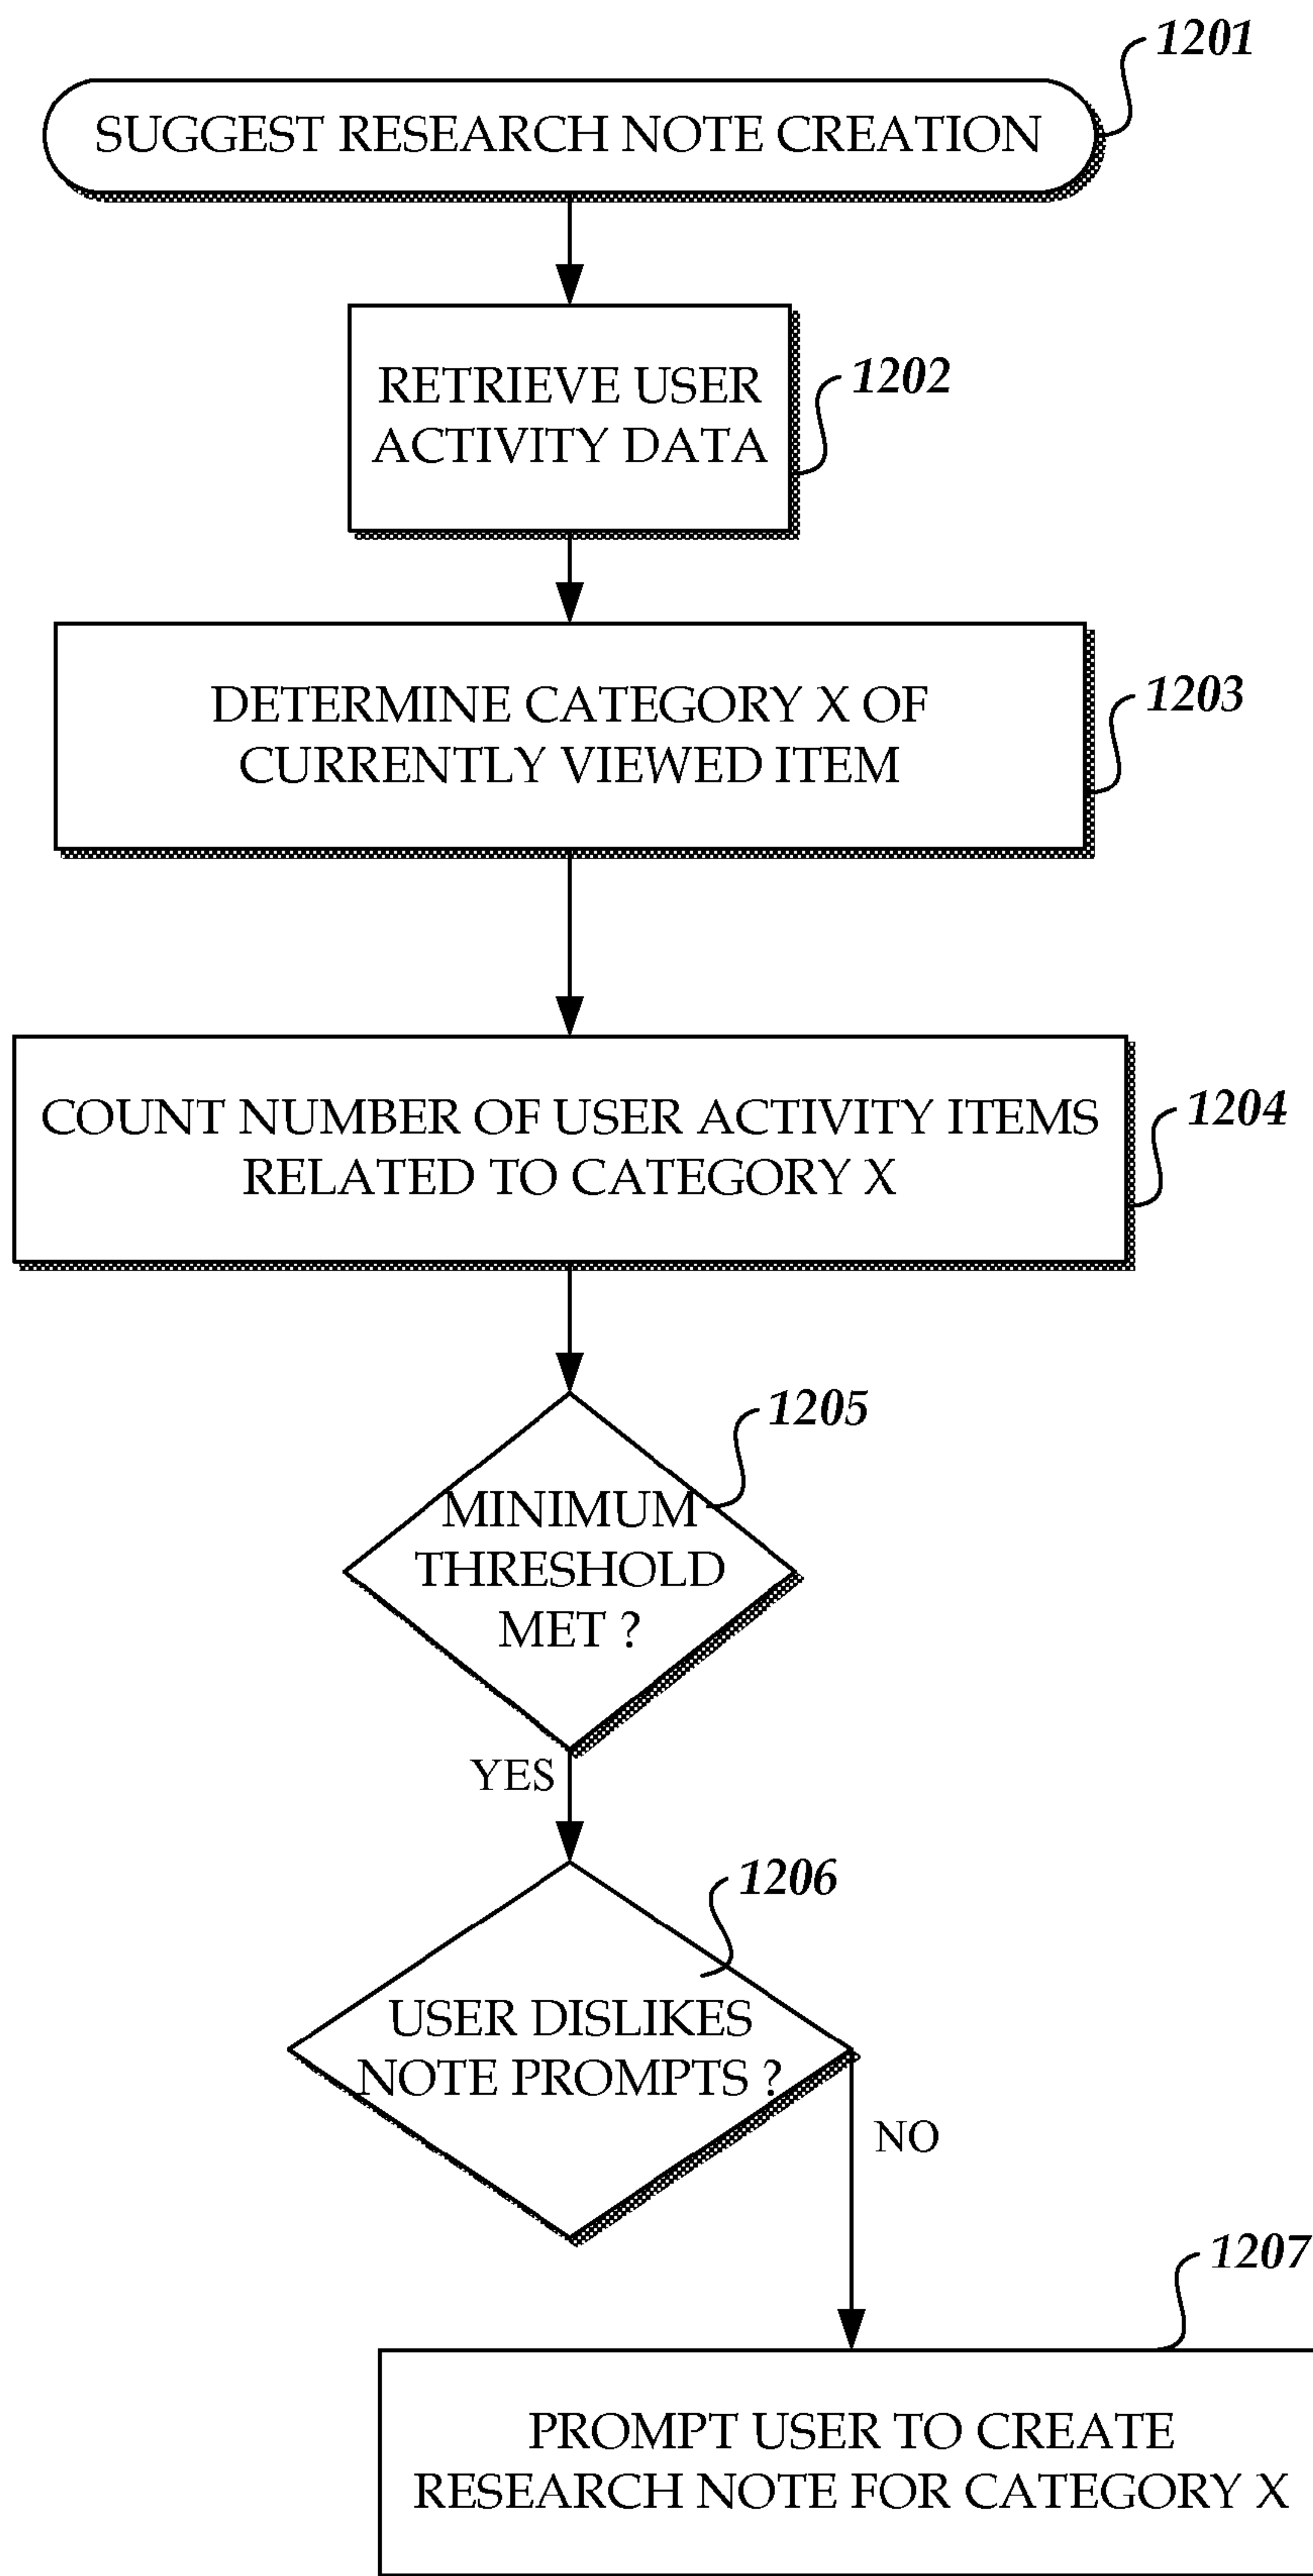 1201
SUGGEST RESEARCH NOTE CREATION
1202
RETRIEVE USER
ACTIVITY DATA
1203
DETERMINE CATEGORY X OF
CURRENTLY VIEWED ITEM
1204
COUNT NUMBER OF USER ACTIVITY ITEMS
RELATED TO CATEGORY X
1205
MINIMUM
THRESHOLD
MET ?
YES
1206
USER DISLIKES
NOTE PROMPTS ?
NO
1207
PROMPT USER TO CREATE
RESEARCH NOTE FOR CATEGORY X